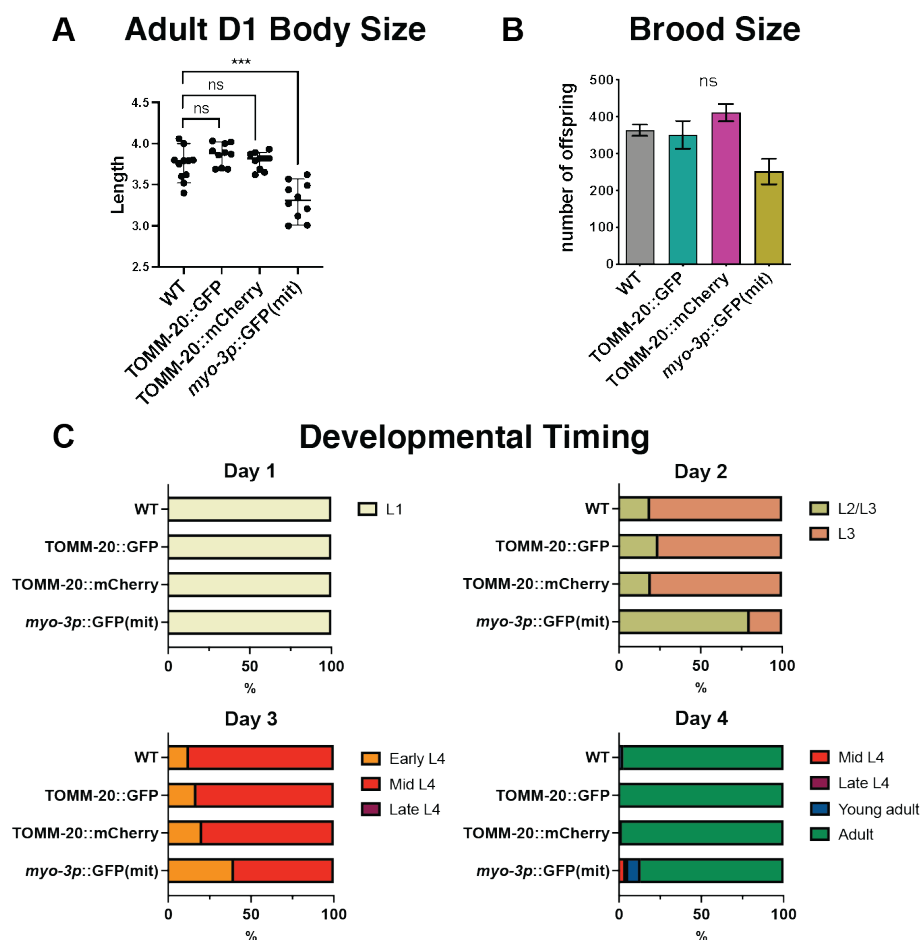 A Adult D1 Body Size
***
ns
ns
4.5
4.0
3.5
3.0
2.5
Length
WT
TOMM-20::GFP
TOMM-20::mCherry
myo-3p::GFP(mit)
B Brood Size
ns
500
400
300
200
100
0
number of offspring
WT
TOMM-20::GFP
TOMM-20::mCherry
myo-3p::GFP(mit)
C Developmental Timing
Day 1
WT
TOMM-20::GFP
TOMM-20::mCherry
myo-3p::GFP(mit)
0 50 100
%
L1
Day 2
WT
TOMM-20::GFP
TOMM-20::mCherry
myo-3p::GFP(mit)
0 50 100
%
L2/L3
L3
Day 3
WT
TOMM-20::GFP
TOMM-20::mCherry
myo-3p::GFP(mit)
0 50 100
%
Early L4
Mid L4
Late L4
Day 4
WT
TOMM-20::GFP
TOMM-20::mCherry
myo-3p::GFP(mit)
0 50 100
%
Mid L4
Late L4
Young adult
Adult